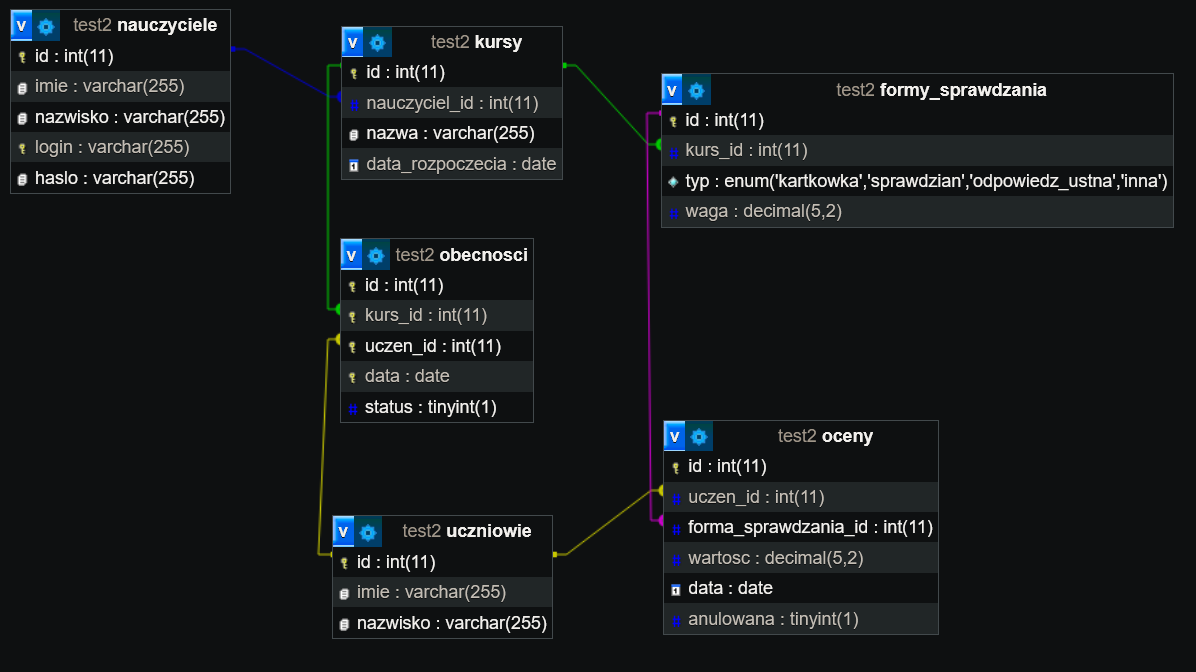 v test2 nauczyciele
id : int(11)
imie : varchar(255)
nazwisko : varchar(255)
login : varchar(255)
haslo : varchar(255)
v test2 kursy
id : int(11)
# nauczyciel_id : int(11)
nazwa : varchar(255)
data_rozpoczecia : date
v test2 formy_sprawdzania
id : int(11)
# kurs_id : int(11)
typ : enum('kartkowka','sprawdzian','odpowiedz_ustna','inna')
# waga : decimal(5,2)
v test2 obecnosci
id : int(11)
kurs_id : int(11)
uczen_id : int(11)
data : date
# status : tinyint(1)
v test2 uczniowie
id : int(11)
imie : varchar(255)
nazwisko : varchar(255)
v test2 oceny
id : int(11)
# uczen_id : int(11)
# forma_sprawdzania_id : int(11)
# wartosc : decimal(5,2)
data : date
# anulowana : tinyint(1)